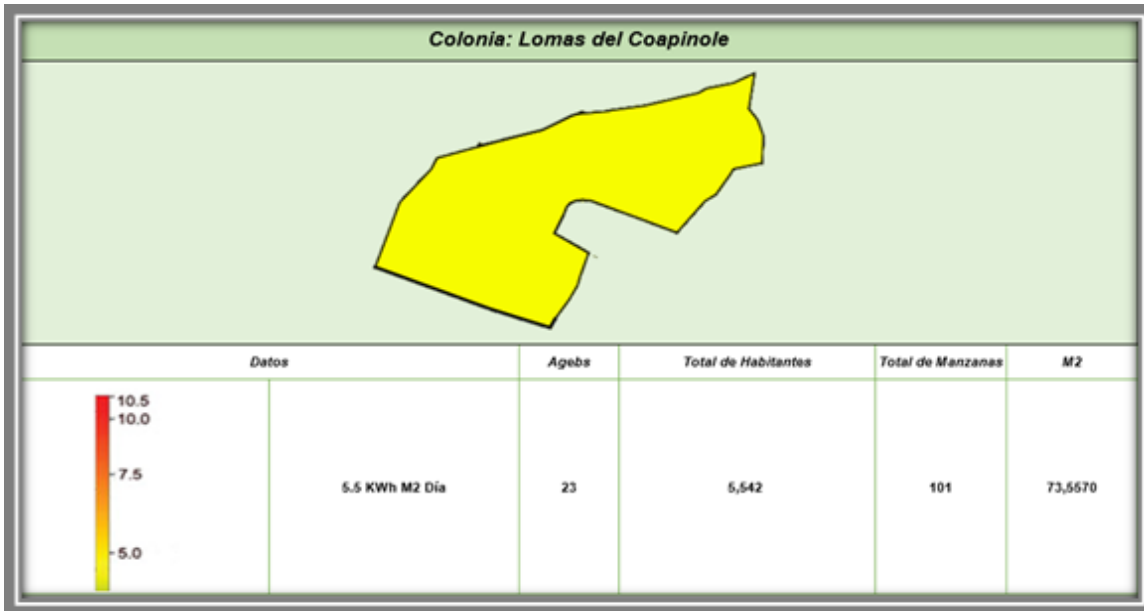 Colonia: Lomas del Coapinole
Datos
Agebs
Total de Habitantes
Total de Manzanas
M2
10.5
10.0
7.5
5.0
5.5 KWh M2 Día
23
5,542
101
73,5570